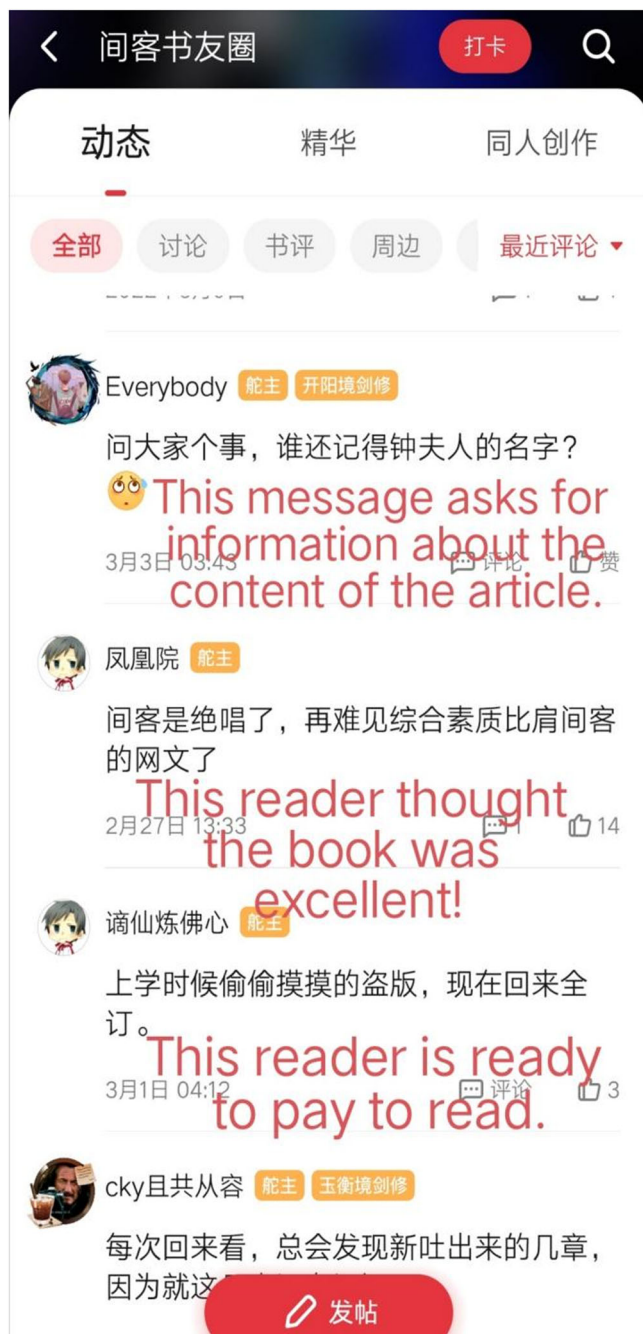 间客书友圈
打卡
动态
精华
同人创作
全部
讨论
书评
周边
最近评论
Everybody
舵主
开阳境剑修
问大家个事，谁还记得钟夫人的名字？
This message asks for
information about the
content of the article.
3月3日 03:43
评论
赞
凤凰院
舵主
间客是绝唱了，再难见综合素质比肩间客
的网文了
This reader thought
the book was
excellent!
2月27日 13:33
1
14
谪仙炼佛心
舵主
上学时候偷偷摸摸的盗版，现在回来全
订。
This reader is ready
to pay to read.
3月1日 04:12
评论
3
cky且共从容
舵主
玉衡境剑修
每次回来看，总会发现新吐出来的几章，
因为就这
发帖